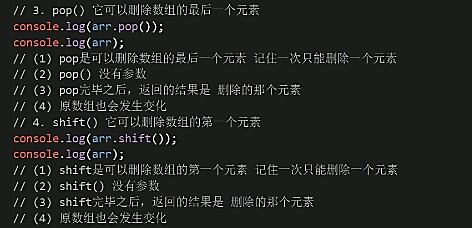 // 3. pop() 它可以删除数组的最后一个元素
console.log(arr.pop());
console.log(arr);
// (1) pop是可以删除数组的最后一个元素 记住一次只能删除一个元素
// (2) pop() 没有参数
// (3) pop完毕之后，返回的结果是 删除的那个元素
// (4) 原数组也会发生变化
// 4. shift() 它可以删除数组的第一个元素
console.log(arr.shift());
console.log(arr);
// (1) shift是可以删除数组的第一个元素 记住一次只能删除一个元素
// (2) shift() 没有参数
// (3) shift完毕之后，返回的结果是 删除的那个元素
// (4) 原数组也会发生变化